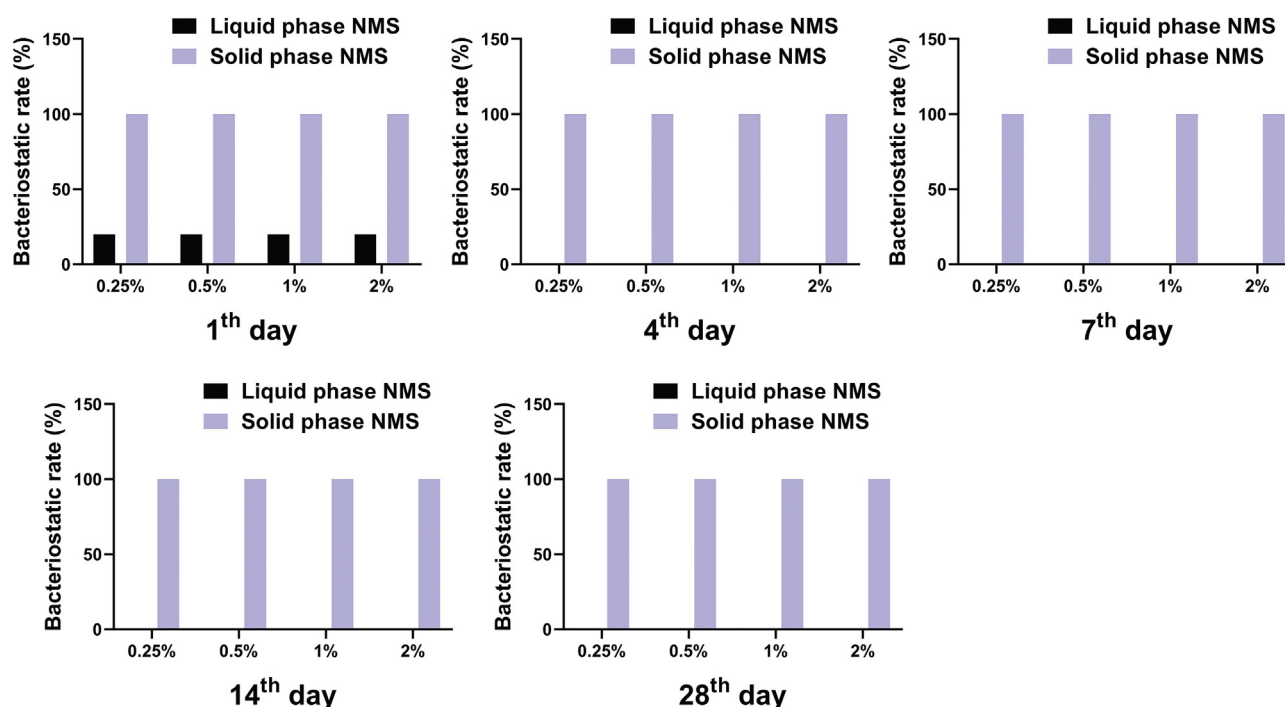 Liquid phase NMS
Solid phase NMS
Bacteriostatic rate (%)
150
100
50
0
0.25% 0.5% 1% 2%
1th day
Liquid phase NMS
Solid phase NMS
Bacteriostatic rate (%)
150
100
50
0
0.25% 0.5% 1% 2%
4th day
Liquid phase NMS
Solid phase NMS
Bacteriostatic rate (%)
150
100
50
0
0.25% 0.5% 1% 2%
7th day
Liquid phase NMS
Solid phase NMS
Bacteriostatic rate (%)
150
100
50
0
0.25% 0.5% 1% 2%
14th day
Liquid phase NMS
Solid phase NMS
Bacteriostatic rate (%)
150
100
50
0
0.25% 0.5% 1% 2%
28th day